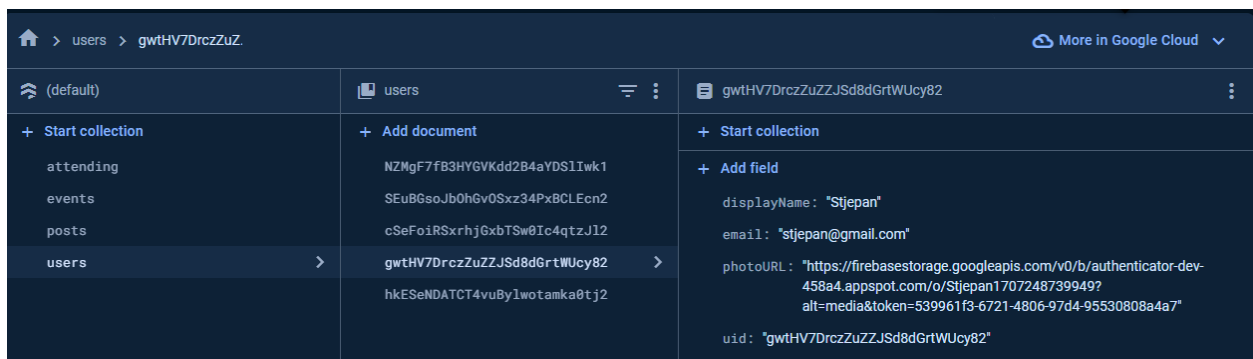 users > gwtHV7DrczZuZ.
More in Google Cloud
(default)
users
gwtHV7DrczZuZZJSd8dGrtWUcy82
+ Start collection
attending
events
posts
users
+ Add document
NZMgF7fB3HYGVKdd2B4aYDSlIwk1
SEuBGsoJbOhGvOSxz34PxBCLEcn2
cSeFoiRSxrhjGxbTSw0Ic4qtzJl2
gwtHV7DrczZuZZJSd8dGrtWUcy82
hkESeNDATCT4vuBylwotamka0tj2
+ Start collection
+ Add field
displayName: "Stjepan"
email: "stjepan@gmail.com"
photoURL: "https://firebasestorage.googleapis.com/v0/b/authenticator-dev-
458a4.appspot.com/o/Stjepan1707248739949?
alt=media&token=539961f3-6721-4806-97d4-95530808a4a7"
uid: "gwtHV7DrczZuZZJSd8dGrtWUcy82"